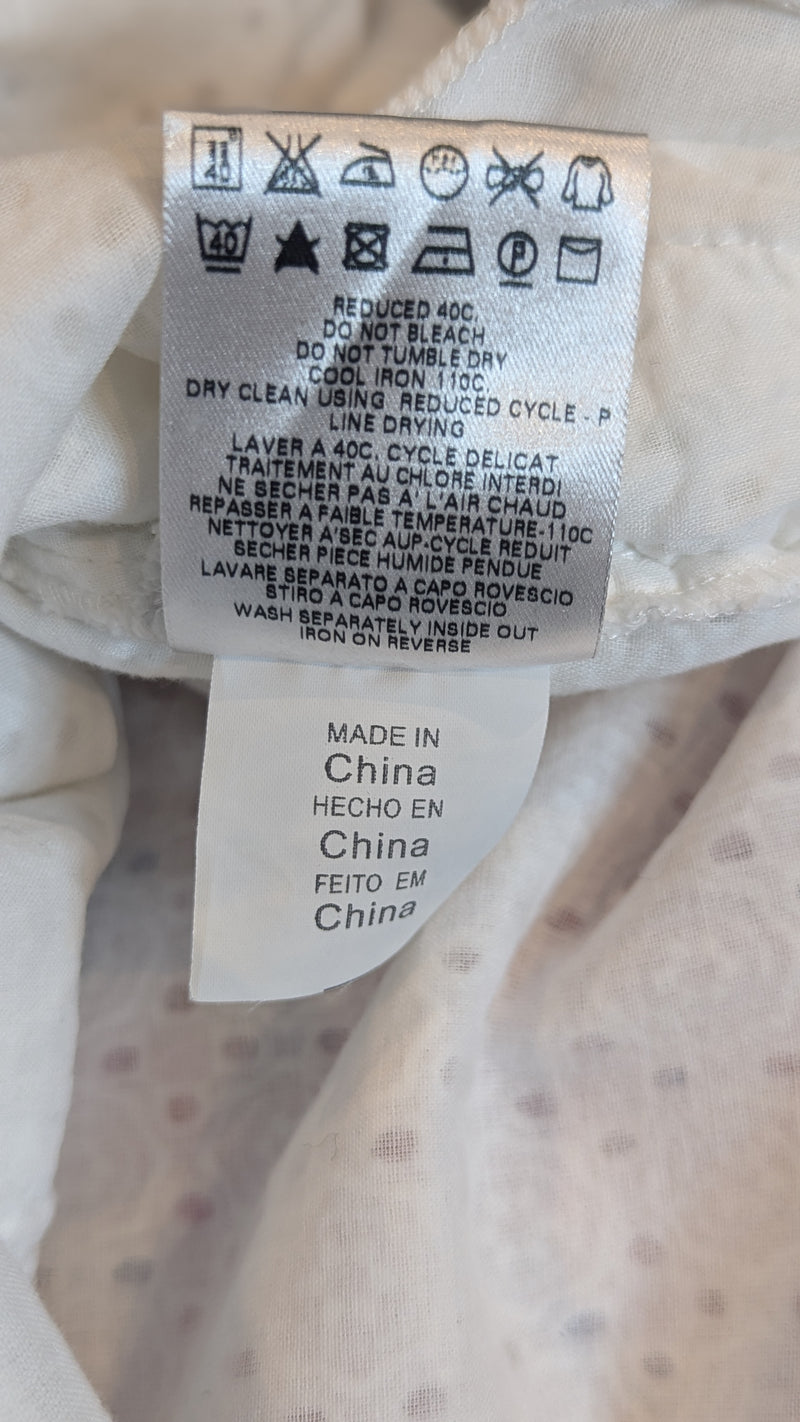 40
P
REDUCED 40C.
DO NOT BLEACH
DO NOT TUMBLE DRY
COOL IRON 110C.
DRY CLEAN USING REDUCED CYCLE - P
LINE DRYING
LAVER A 40C, CYCLE DELICAT
TRAITEMENT AU CHLORE INTERDI
NE SECHER PAS A' L'AIR CHAUD
REPASSER A FAIBLE TEMPERATURE-110C
NETTOYER A'SEC AUP-CYCLE REDUIT
SECHER PIECE HUMIDE PENDUE
LAVARE SEPARATO A CAPO ROVESCIO
STIRO A CAPO ROVESCIO
WASH SEPARATELY INSIDE OUT
IRON ON REVERSE
MADE IN
China
HECHO EN
China
FEITO EM
China